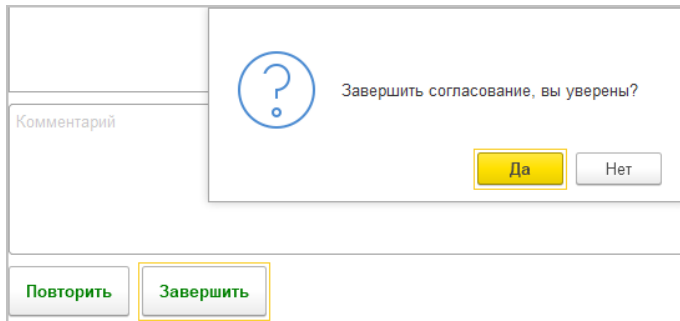 Завершить согласование, вы уверены?
Комментарий
Да
Нет
Повторить
Завершить